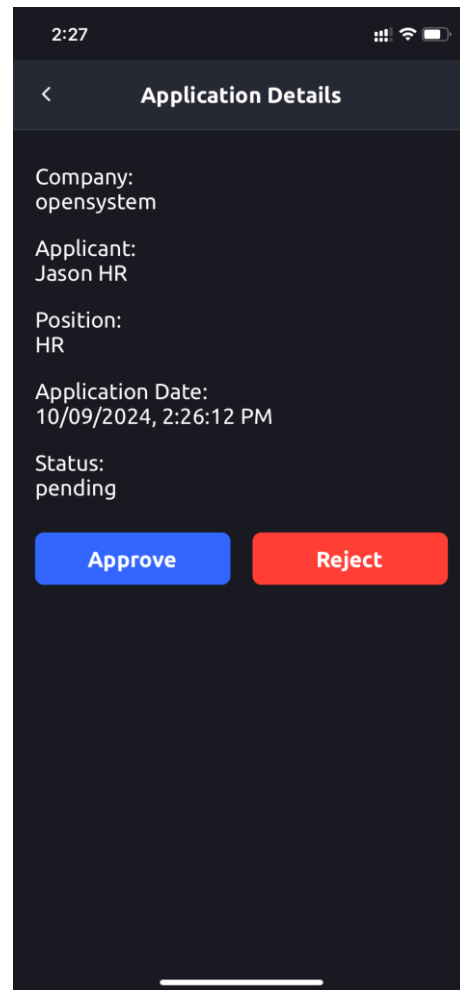 2:27
Application Details
Company:
opensystem
Applicant:
Jason HR
Position:
HR
Application Date:
10/09/2024, 2:26:12 PM
Status:
pending
Approve Reject